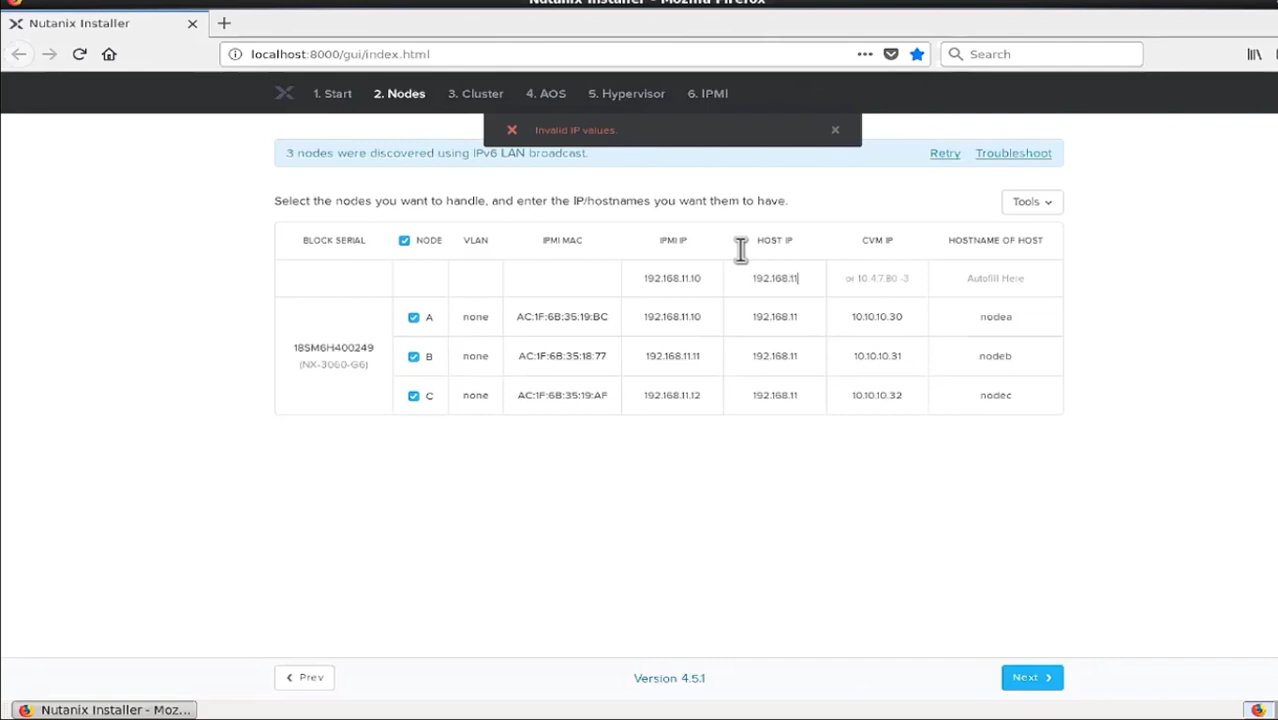 Nutanix Installer - Mozilla Firefox
Nutanix Installer
localhost:8000/gui/index.html
Search
1. Start 2. Nodes 3. Cluster 4. AOS 5. Hypervisor 6. IPMI
Invalid IP values.
3 nodes were discovered using IPv6 LAN broadcast. Retry Troubleshoot
Select the nodes you want to handle, and enter the IP/hostnames you want them to have. Tools
BLOCK SERIAL NODE VLAN IPMI MAC IPMI IP HOST IP CVM IP HOSTNAME OF HOST
192.168.11.10 192.168.11 or 10.4.7.80 -3 Autofill Here
18SM6H400249
(NX-3060-G6)
A none AC:1F:6B:35:19:BC 192.168.11.10 192.168.11 10.10.10.30 nodea
B none AC:1F:6B:35:18:77 192.168.11.11 192.168.11 10.10.10.31 nodeb
C none AC:1F:6B:35:19:AF 192.168.11.12 192.168.11 10.10.10.32 nodec
Prev Version 4.5.1 Next
Nutanix Installer - Moz...